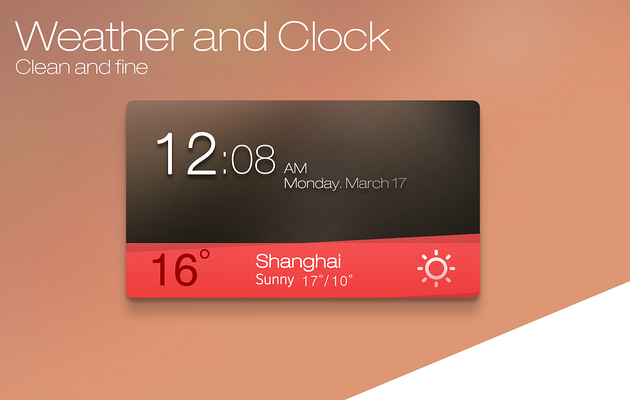 Weather and Clock
Clean and fine
12:08 AM
Monday. March 17
16°
Shanghai
Sunny 17°/10°